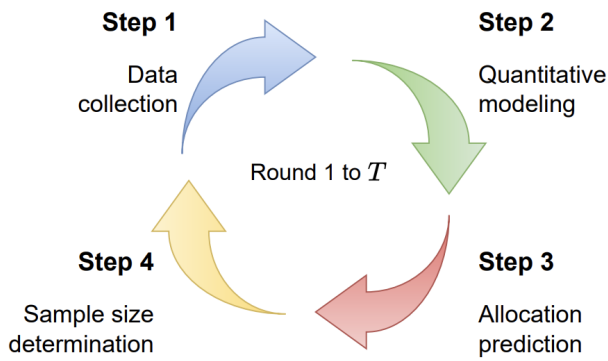 Step 1
Data
collection
Step 2
Quantitative
modeling
Round 1 to T
Step 4
Sample size
determination
Step 3
Allocation
prediction